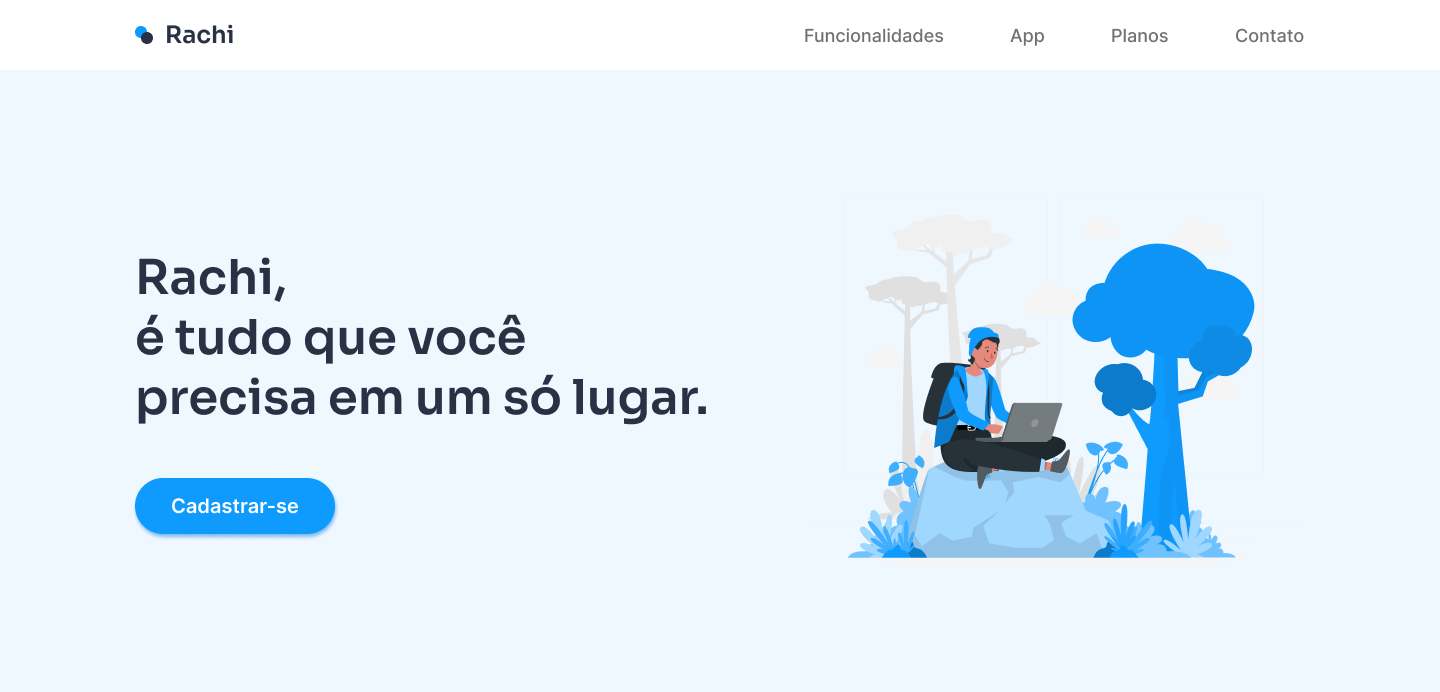 Rachi
Funcionalidades
App
Planos
Contato
Rachi,
é tudo que você
precisa em um só lugar.
Cadastrar-se